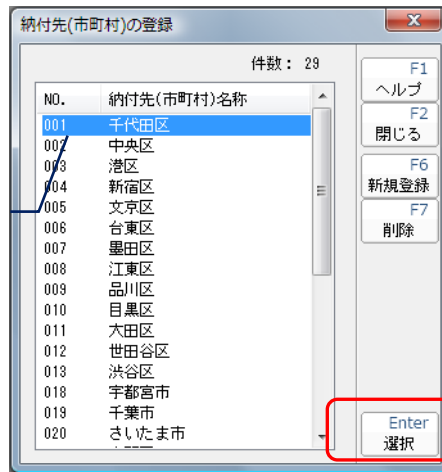 納付先(市町村)の登録
件数： 29
NO. 納付先(市町村)名称
001 千代田区
002 中央区
003 港区
004 新宿区
005 文京区
006 台東区
007 墨田区
008 江東区
009 品川区
010 目黒区
011 大田区
012 世田谷区
013 渋谷区
018 宇都宮市
019 千葉市
020 さいたま市
F1
ヘルプ
F2
閉じる
F6
新規登録
F7
削除
Enter
選択